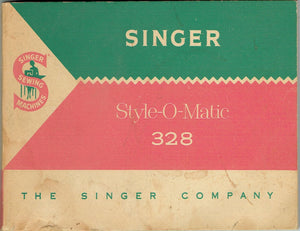 SINGER
SINGER
SEWING
MACHINES
Style-O-Matic
328
THE SINGER COMPANY